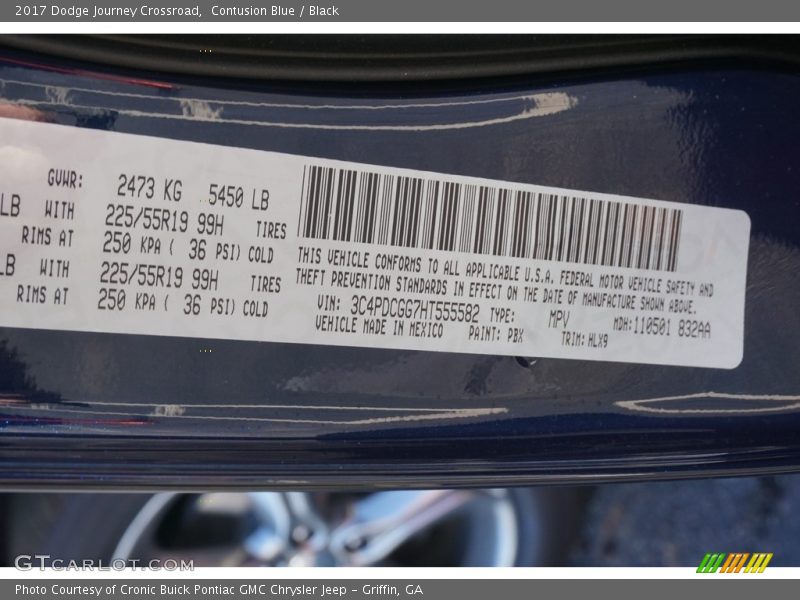 2017 Dodge Journey Crossroad, Contusion Blue / Black
GVWR: 2473 KG 5450 LB
LB WITH 225/55R19 99H TIRES
RIMS AT 250 KPA ( 36 PSI) COLD
LB WITH 225/55R19 99H TIRES
RIMS AT 250 KPA ( 36 PSI) COLD
THIS VEHICLE CONFORMS TO ALL APPLICABLE U.S.A. FEDERAL MOTOR VEHICLE SAFETY AND
THEFT PREVENTION STANDARDS IN EFFECT ON THE DATE OF MANUFACTURE SHOWN ABOVE.
VIN: 3C4PDCGG7HT555582 TYPE: MPV MDH:110501 832AA
VEHICLE MADE IN MEXICO PAINT: PBX TRIM:HLX9
GTCARLOT.COM
Photo Courtesy of Cronic Buick Pontiac GMC Chrysler Jeep - Griffin, GA